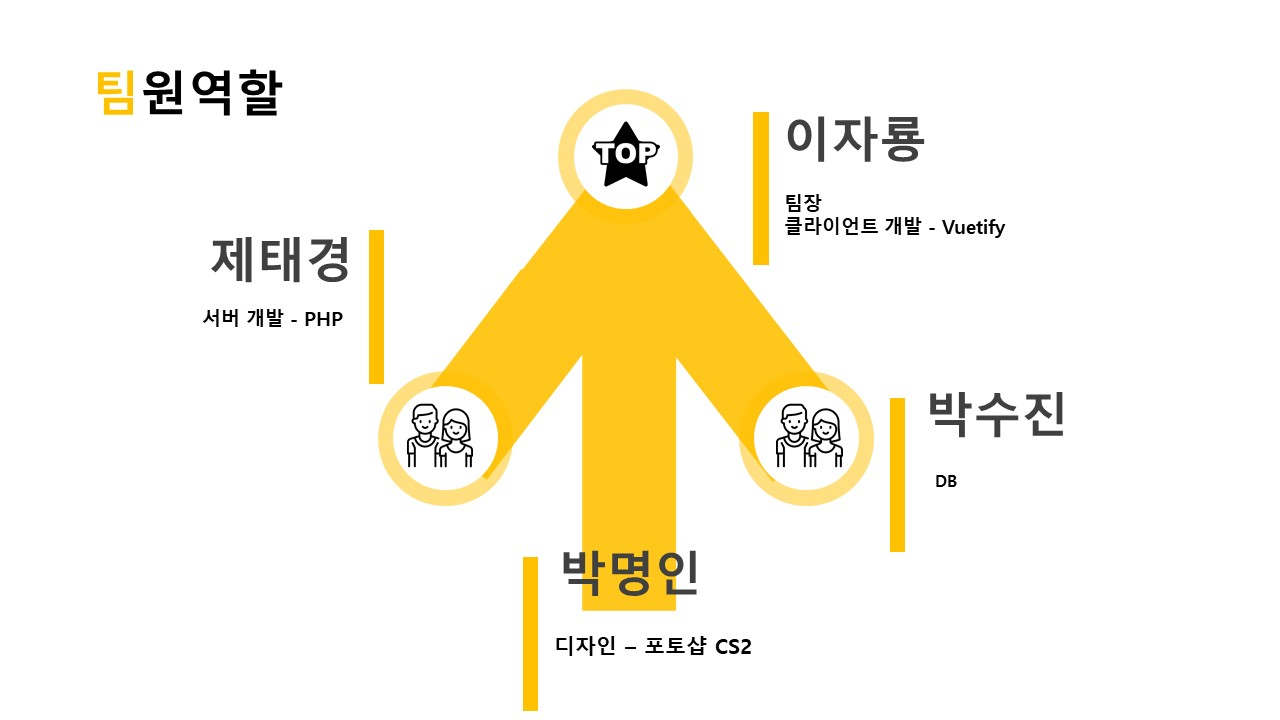 팀원역할
TOP
이자룡
팀장
클라이언트 개발 - Vuetify
제태경
서버 개발 - PHP
박수진
DB
박명인
디자인 – 포토샵 CS2